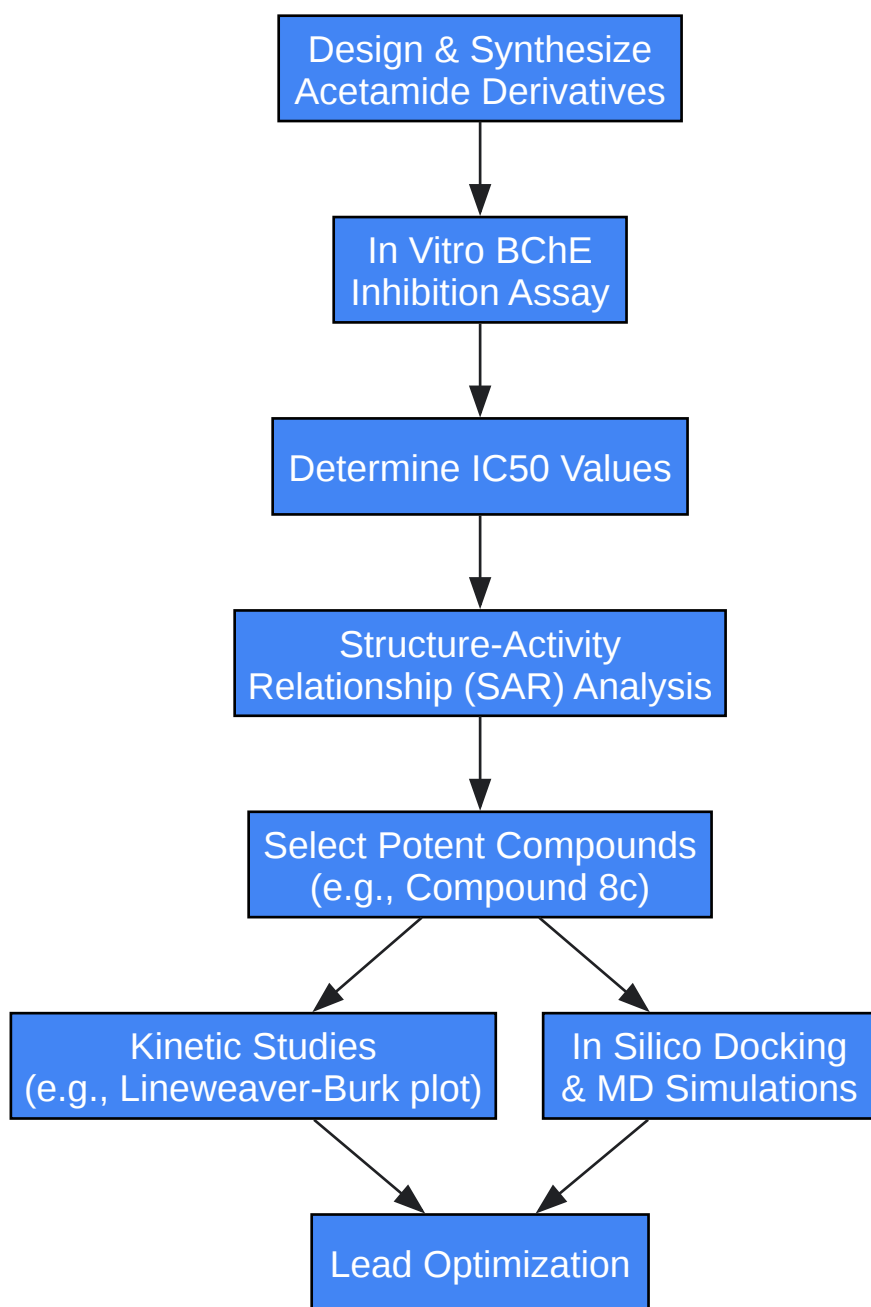 Design & Synthesize
Acetamide Derivatives
In Vitro BChE
Inhibition Assay
Determine IC50 Values
Structure-Activity
Relationship (SAR) Analysis
Select Potent Compounds
(e.g., Compound 8c)
Kinetic Studies
(e.g., Lineweaver-Burk plot)
In Silico Docking
& MD Simulations
Lead Optimization